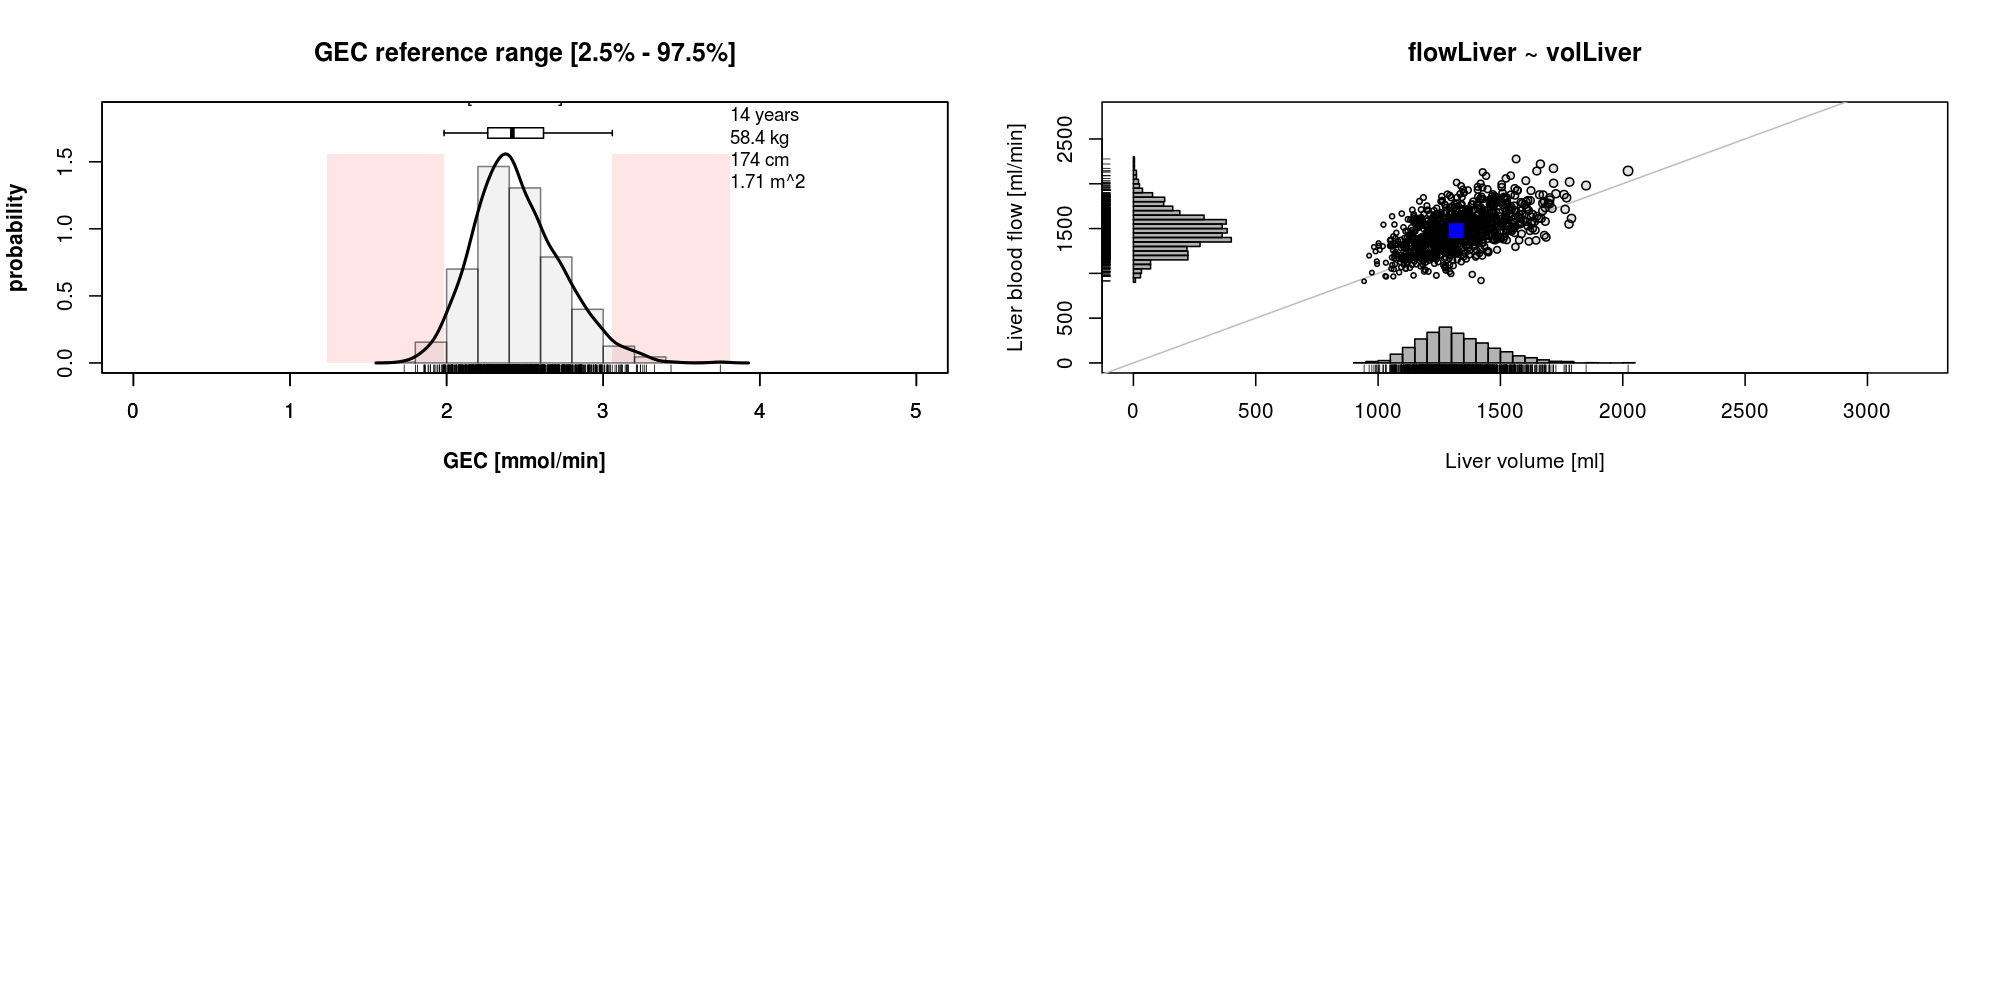 GEC reference range [2.5% - 97.5%]
14 years
58.4 kg
174 cm
1.71 m^2
probability
0.0 0.5 1.0 1.5
0 1 2 3 4 5
GEC [mmol/min]
flowLiver ~ volLiver
Liver blood flow [ml/min]
0 500 1500 2500
0 500 1000 1500 2000 2500 3000
Liver volume [ml]